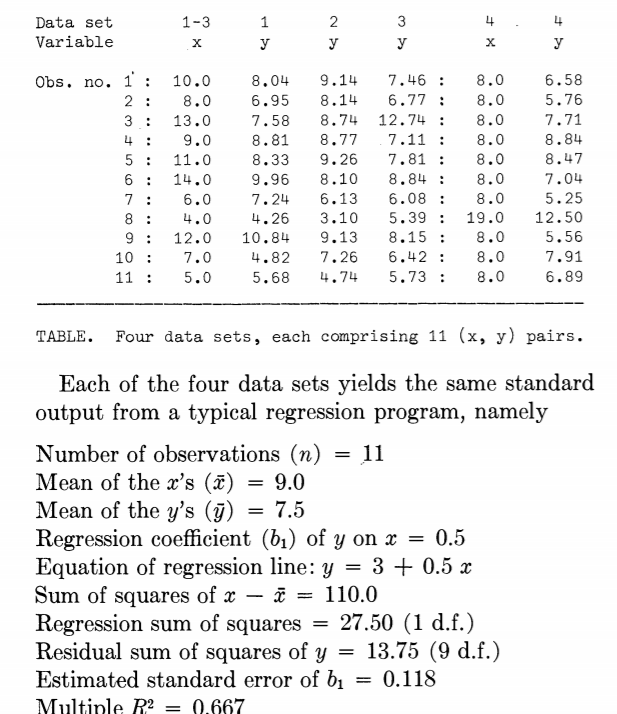 Data set 1-3 1 2 3 4 4
Variable x y y y x y
Obs. no. 1 : 10.0 8.04 9.14 7.46 : 8.0 6.58
2 : 8.0 6.95 8.14 6.77 : 8.0 5.76
3 : 13.0 7.58 8.74 12.74 : 8.0 7.71
4 : 9.0 8.81 8.77 7.11 : 8.0 8.84
5 : 11.0 8.33 9.26 7.81 : 8.0 8.47
6 : 14.0 9.96 8.10 8.84 : 8.0 7.04
7 : 6.0 7.24 6.13 6.08 : 8.0 5.25
8 : 4.0 4.26 3.10 5.39 : 19.0 12.50
9 : 12.0 10.84 9.13 8.15 : 8.0 5.56
10 : 7.0 4.82 7.26 6.42 : 8.0 7.91
11 : 5.0 5.68 4.74 5.73 : 8.0 6.89
TABLE. Four data sets, each comprising 11 (x, y) pairs.
Each of the four data sets yields the same standard
output from a typical regression program, namely
Number of observations (n) = 11
Mean of the x's (x̄) = 9.0
Mean of the y's (ȳ) = 7.5
Regression coefficient (b₁) of y on x = 0.5
Equation of regression line: y = 3 + 0.5 x
Sum of squares of x − x̄ = 110.0
Regression sum of squares = 27.50 (1 d.f.)
Residual sum of squares of y = 13.75 (9 d.f.)
Estimated standard error of b₁ = 0.118
Multiple R² = 0.667